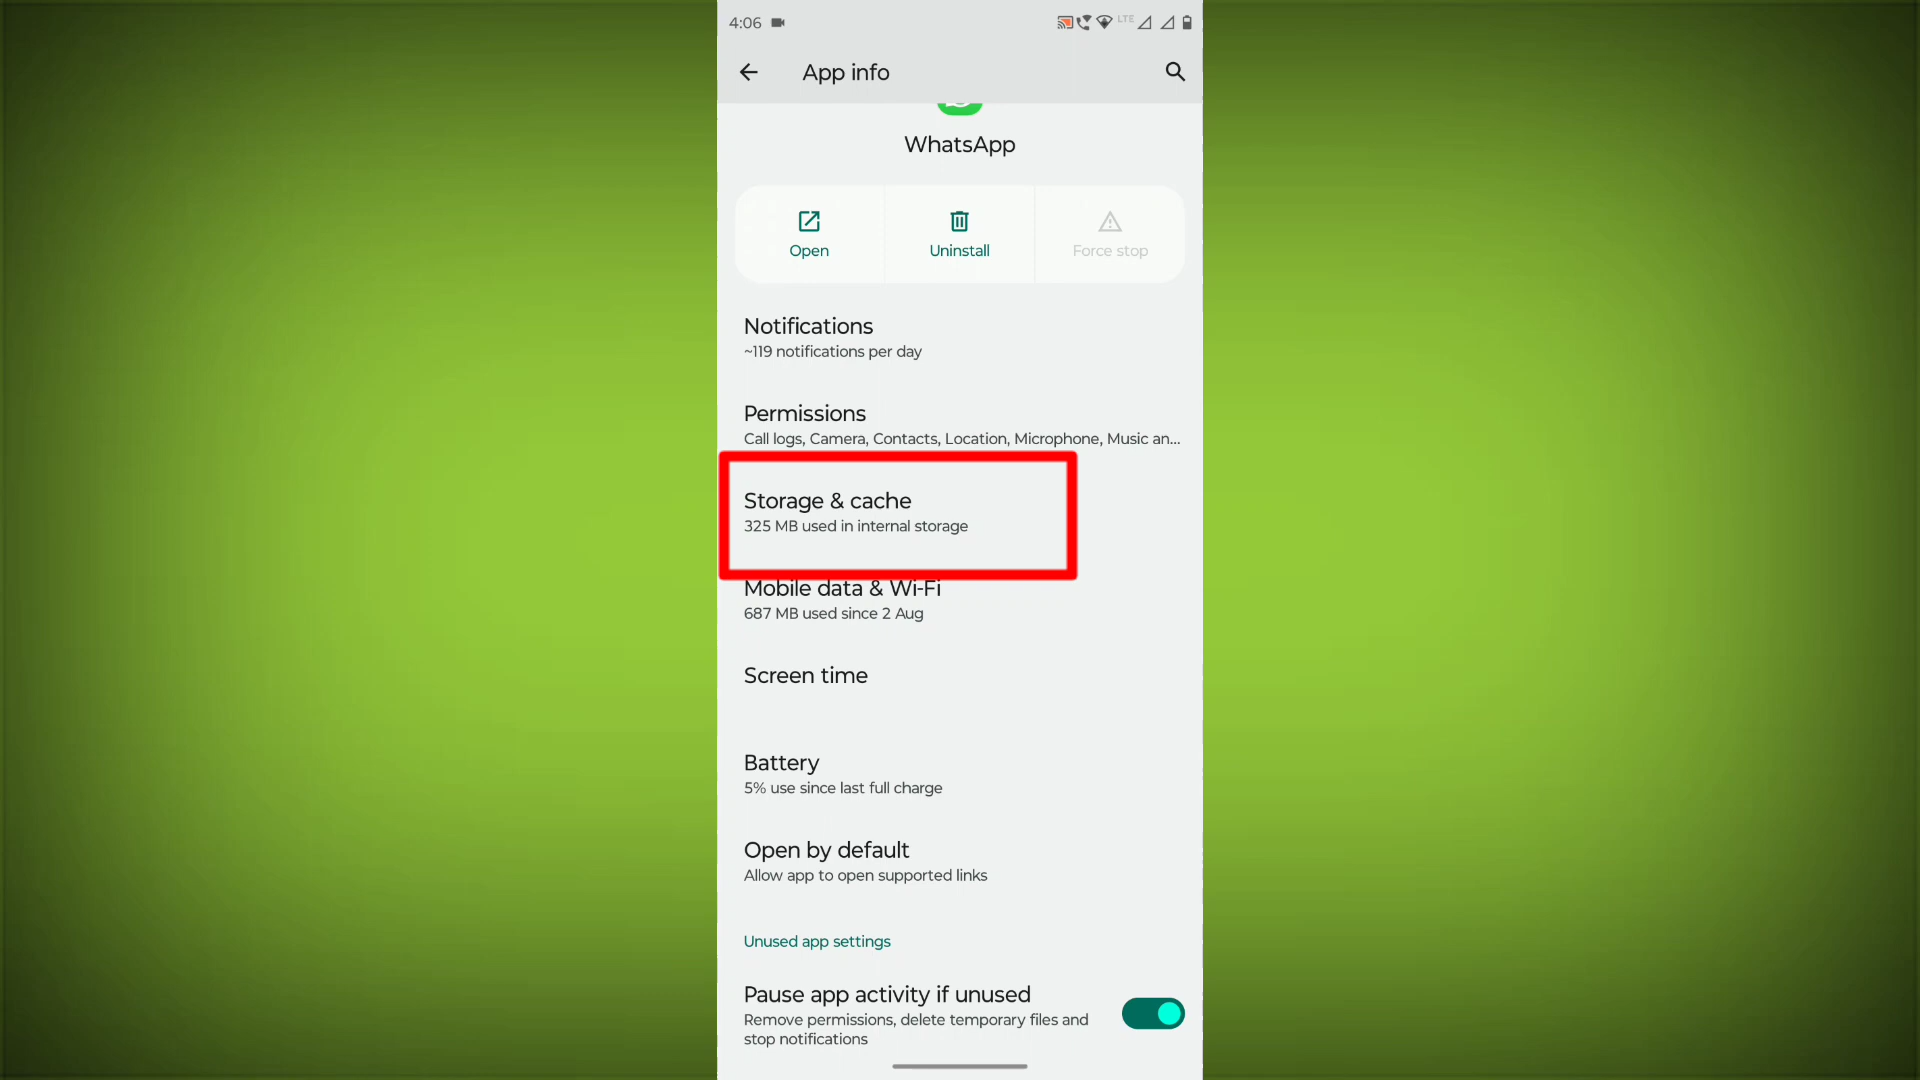 4:06
LTE
App info
WhatsApp
Open
Uninstall
Force stop
Notifications
~119 notifications per day
Permissions
Call logs, Camera, Contacts, Location, Microphone, Music an...
Storage & cache
325 MB used in internal storage
Mobile data & Wi-Fi
687 MB used since 2 Aug
Screen time
Battery
5% use since last full charge
Open by default
Allow app to open supported links
Unused app settings
Pause app activity if unused
Remove permissions, delete temporary files and
stop notifications